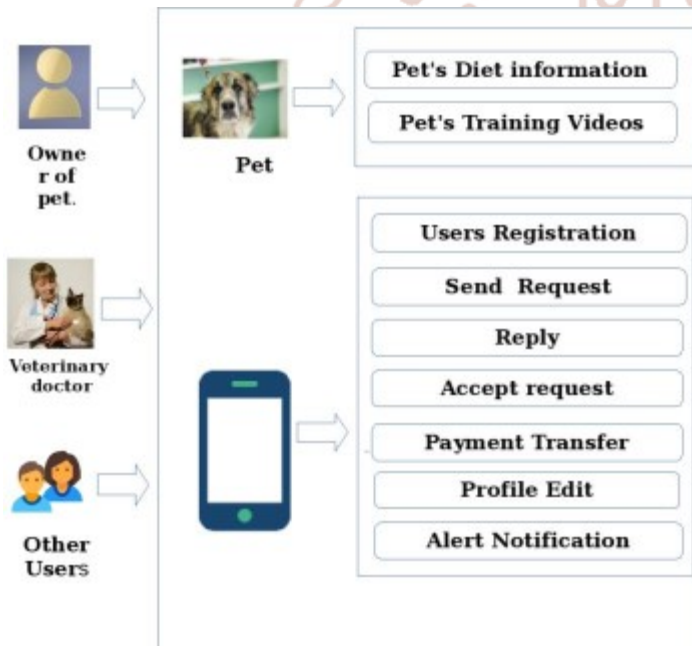 Owne
r of
pet.
Pet
Pet's Diet information
Pet's Training Videos
Veterinary
doctor
Other
Users
Users Registration
Send Request
Reply
Accept request
Payment Transfer
Profile Edit
Alert Notification